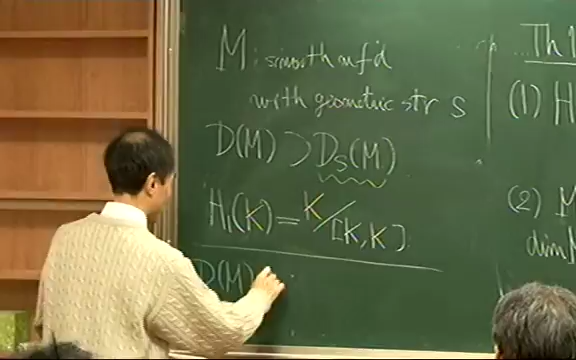 M : smooth mfd
with geometric str S
D(M) ⊃ D_S(M)
H₁(K) = K/[K, K]
D(M)
Th
(1) H
(2) M
dim M